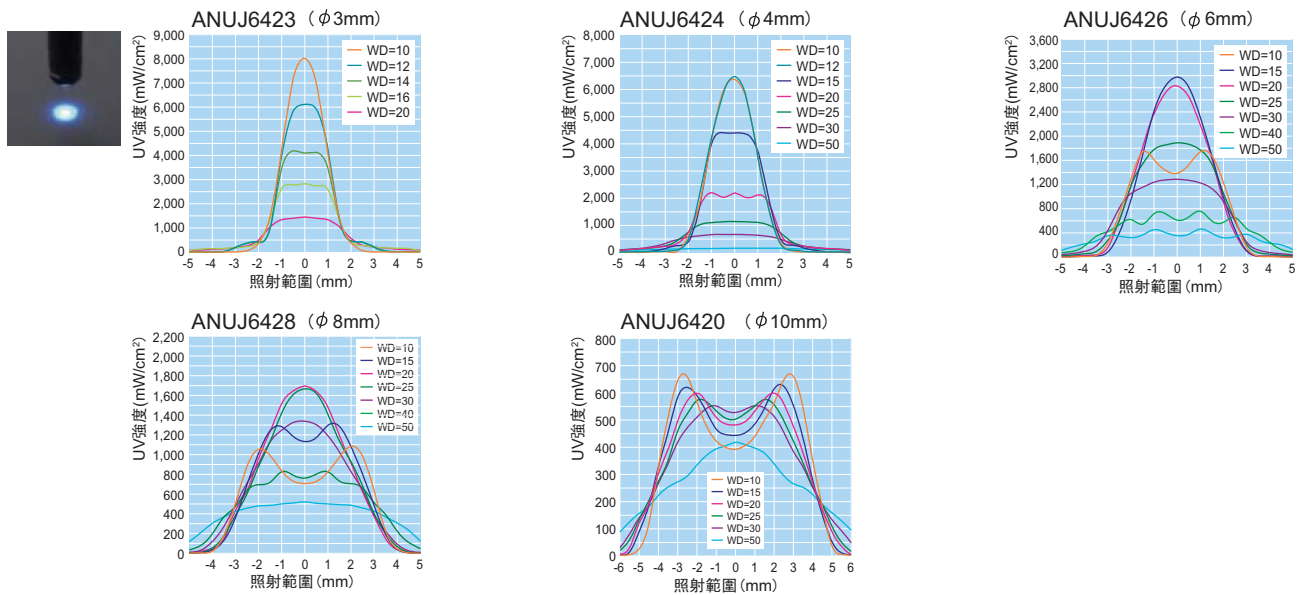 ANUJ6423 (φ3mm)
UV強度(mW/cm²)
9,000
8,000
7,000
6,000
5,000
4,000
3,000
2,000
1,000
0
WD=10
WD=12
WD=14
WD=16
WD=20
-5 -4 -3 -2 -1 0 1 2 3 4 5
照射範圍(mm)
ANUJ6424 (φ4mm)
UV強度(mW/cm²)
8,000
7,000
6,000
5,000
4,000
3,000
2,000
1,000
0
WD=10
WD=12
WD=15
WD=20
WD=25
WD=30
WD=50
-5 -4 -3 -2 -1 0 1 2 3 4 5
照射範圍(mm)
ANUJ6426 (φ6mm)
UV強度(mW/cm²)
3,600
3,200
2,800
2,400
2,000
1,600
1,200
800
400
0
WD=10
WD=15
WD=20
WD=25
WD=30
WD=40
WD=50
-5 -4 -3 -2 -1 0 1 2 3 4 5
照射範圍(mm)
ANUJ6428 (φ8mm)
UV強度(mW/cm²)
2,200
2,000
1,800
1,600
1,400
1,200
1,000
800
600
400
200
0
WD=10
WD=15
WD=20
WD=25
WD=30
WD=40
WD=50
-5 -4 -3 -2 -1 0 1 2 3 4 5
照射範圍(mm)
ANUJ6420 (φ10mm)
UV強度(mW/cm²)
800
700
600
500
400
300
200
100
0
WD=10
WD=15
WD=20
WD=25
WD=30
WD=50
-6 -5 -4 -3 -2 -1 0 1 2 3 4 5 6
照射範圍(mm)